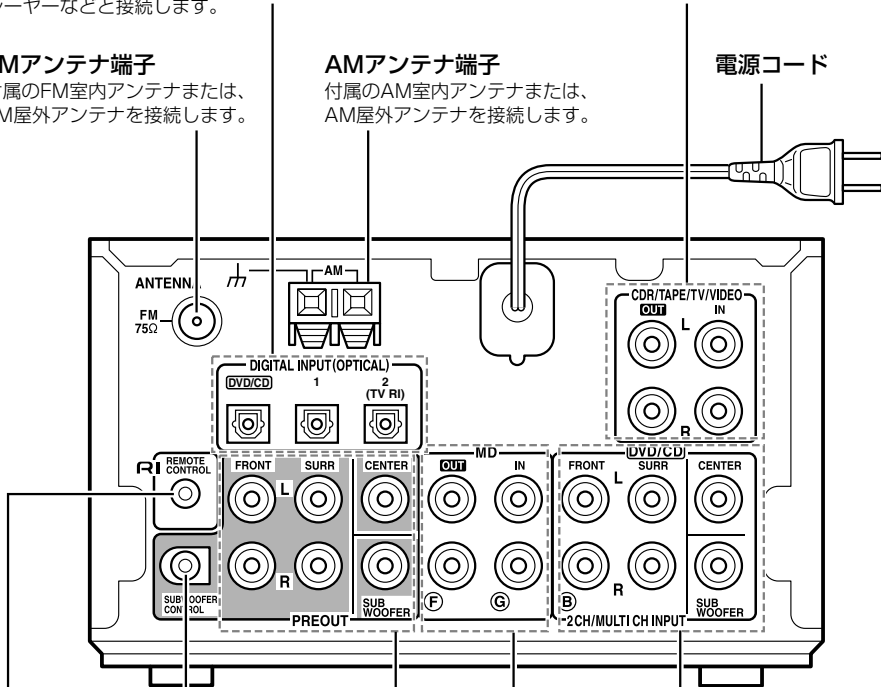 ーヤーなどと接続します。
Mアンテナ端子
属のFM室内アンテナまたは、
M屋外アンテナを接続します。
AMアンテナ端子
付属のAM室内アンテナまたは、
AM屋外アンテナを接続します。
電源コード
ANTENNA
AM
FM
75Ω
CDR/TAPE/TV/VIDEO
OUT
IN
L
R
DIGITAL INPUT(OPTICAL)
DVD/CD
1
2
(TV RI)
RI
REMOTE
CONTROL
FRONT
SURR
CENTER
L
R
SUB
WOOFER
PREOUT
SUBWOOFER
CONTROL
MD
OUT
IN
F
G
DVD/CD
FRONT
SURR
CENTER
L
B
R
SUB
WOOFER
2CH/MULTI CH INPUT